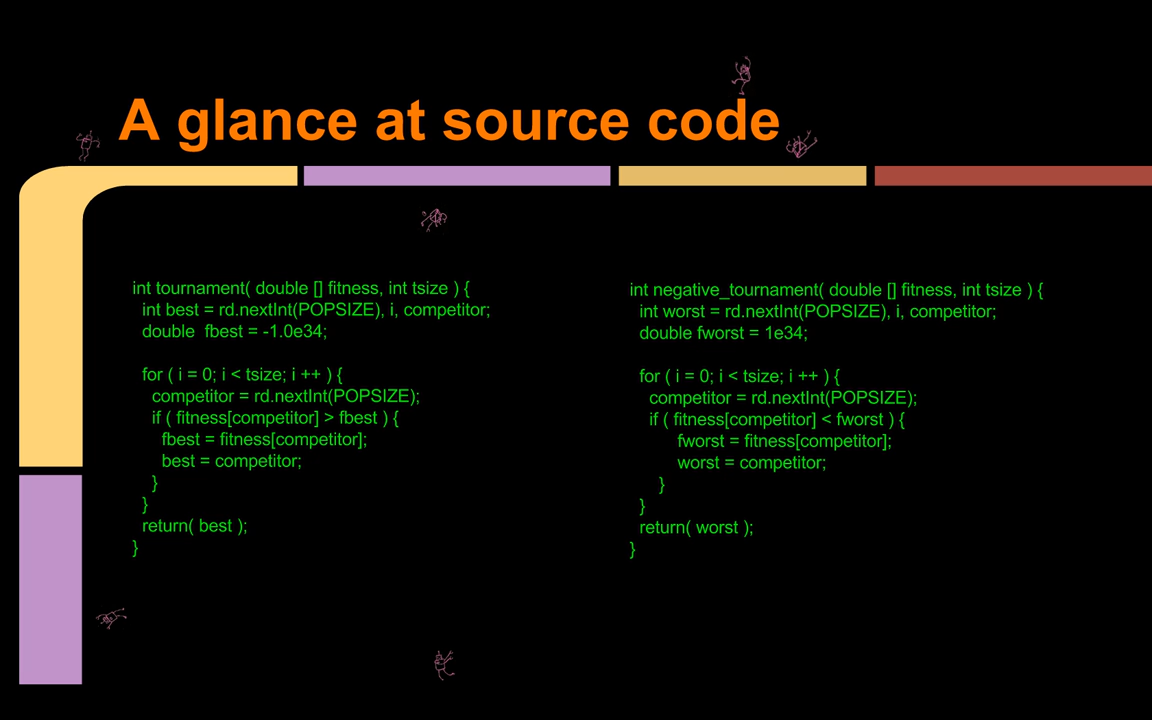 A glance at source code
int tournament( double [] fitness, int tsize ) {
int best = rd.nextInt(POPSIZE), i, competitor;
double  fbest = -1.0e34;
for ( i = 0; i < tsize; i ++ ) {
competitor = rd.nextInt(POPSIZE);
if ( fitness[competitor] > fbest ) {
fbest = fitness[competitor];
best = competitor;
}
}
return( best );
}
int negative_tournament( double [] fitness, int tsize ) {
int worst = rd.nextInt(POPSIZE), i, competitor;
double fworst = 1e34;
for ( i = 0; i < tsize; i ++ ) {
competitor = rd.nextInt(POPSIZE);
if ( fitness[competitor] < fworst ) {
fworst = fitness[competitor];
worst = competitor;
}
}
return( worst );
}